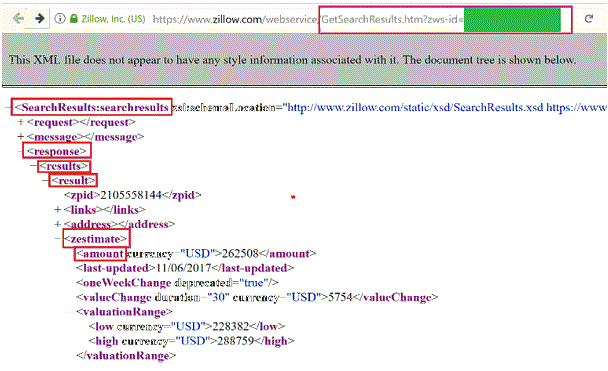 Zillow, Inc. (US) https://www.zillow.com/webservice/GetSearchResults.htm?zws-id=
This XML file does not appear to have any style information associated with it. The document tree is shown below.
−<SearchResults:searchresults xsi:schemaLocation="http://www.zillow.com/static/xsd/SearchResults.xsd https://www
+<request></request>
+<message></message>
−<response>
−<results>
−<result>
<zpid>2105558144</zpid>
+<links></links>
+<address></address>
−<zestimate>
<amount currency="USD">262508</amount>
<last-updated>11/06/2017</last-updated>
<oneWeekChange deprecated="true"/>
<valueChange duration="30" currency="USD">5754</valueChange>
<valuationRange>
<low currency="USD">228382</low>
<high currency="USD">288759</high>
</valuationRange>